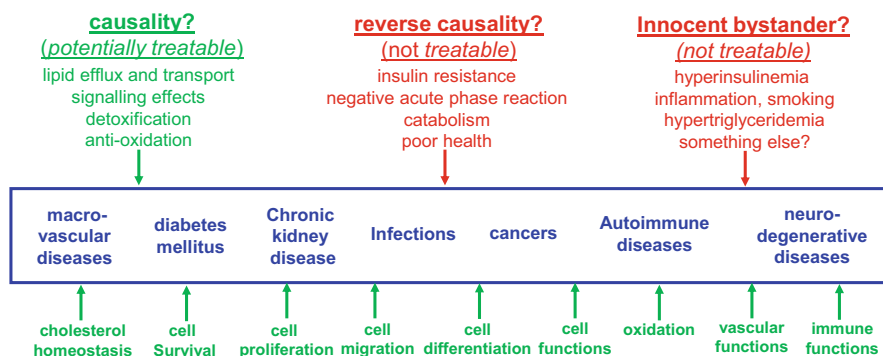 causality?
(potentially treatable)
lipid efflux and transport
signalling effects
detoxification
anti-oxidation
reverse causality?
(not treatable)
insulin resistance
negative acute phase reaction
catabolism
poor health
Innocent bystander?
(not treatable)
hyperinsulinemia
inflammation, smoking
hypertriglyceridemia
something else?
macro-
vascular
diseases
diabetes
mellitus
Chronic
kidney
disease
Infections
cancers
Autoimmune
diseases
neuro-
degenerative
diseases
cholesterol
homeostasis
cell
Survival
cell
proliferation
cell
migration
cell
differentiation
cell
functions
oxidation
vascular
functions
immune
functions